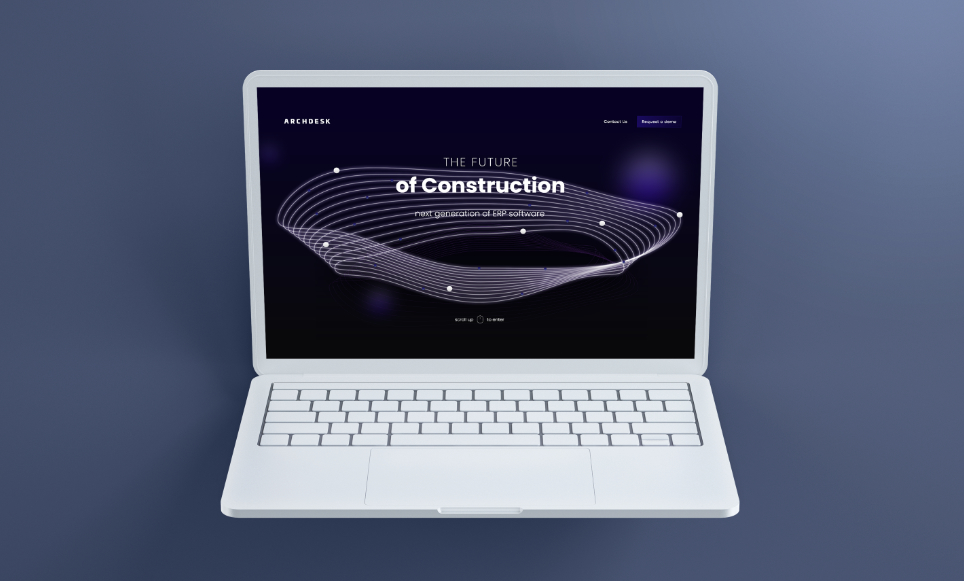 ARCHDESK
Contact Us
Request a demo
THE FUTURE
of Construction
next generation of ERP software
scroll up to enter